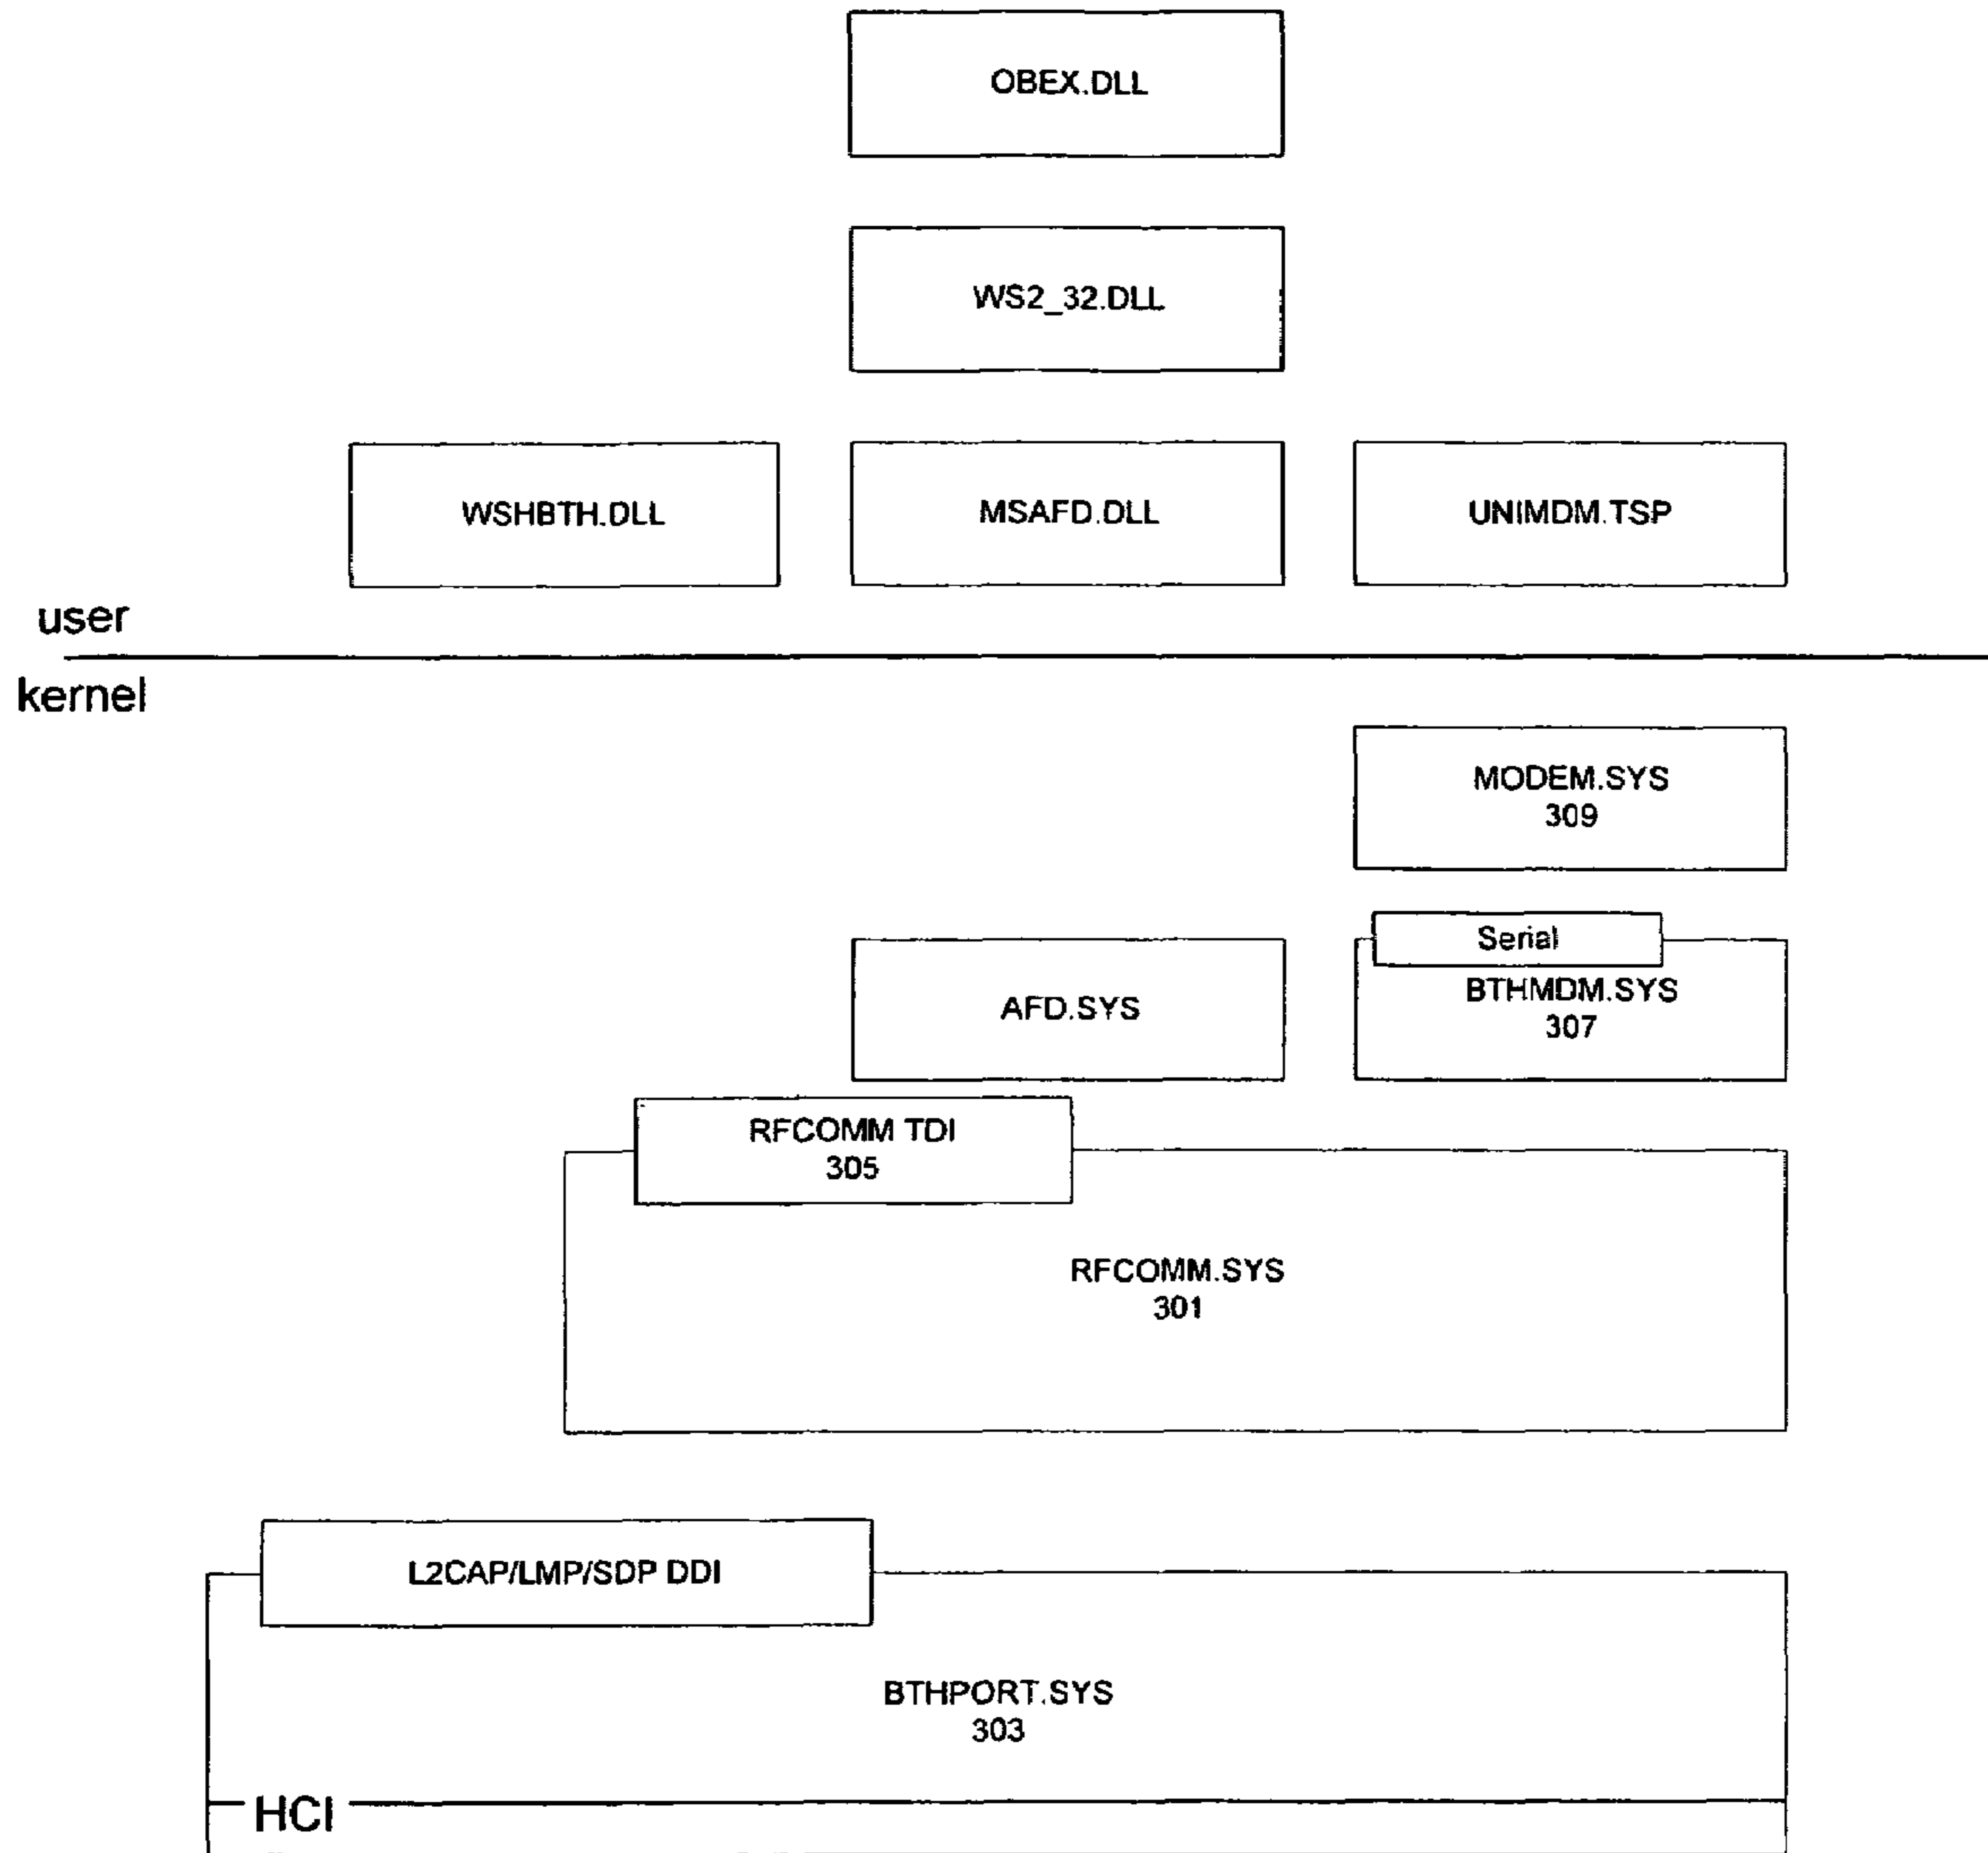 OBEX.DLL
WS2_32.DLL
WSHBTH.DLL
MSAFD.DLL
UNIMDM.TSP
user
kernel
MODEM.SYS
309
Serial
BTHMDM.SYS
307
AFD.SYS
RFCOMM TDI
305
RFCOMM.SYS
301
L2CAP/LMP/SDP DDI
BTHPORT.SYS
303
HCI